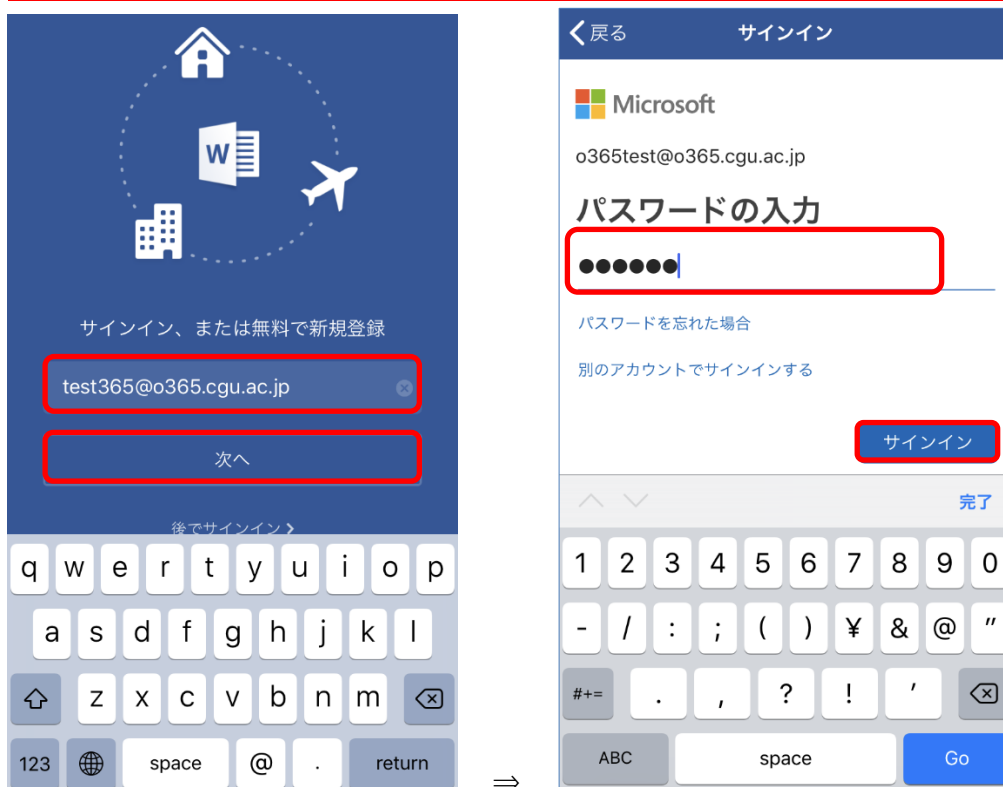 W
サインイン、または無料で新規登録
test365@o365.cgu.ac.jp
次へ
後でサインイン
q w e r t y u i o p
a s d f g h j k l
z x c v b n m
123 space @ . return
⇒
戻る サインイン
Microsoft
o365test@o365.cgu.ac.jp
パスワードの入力
●●●●●●
パスワードを忘れた場合
別のアカウントでサインインする
サインイン
完了
1 2 3 4 5 6 7 8 9 0
- / : ; ( ) ¥ & @ "
#+= . , ? ! '
ABC space Go